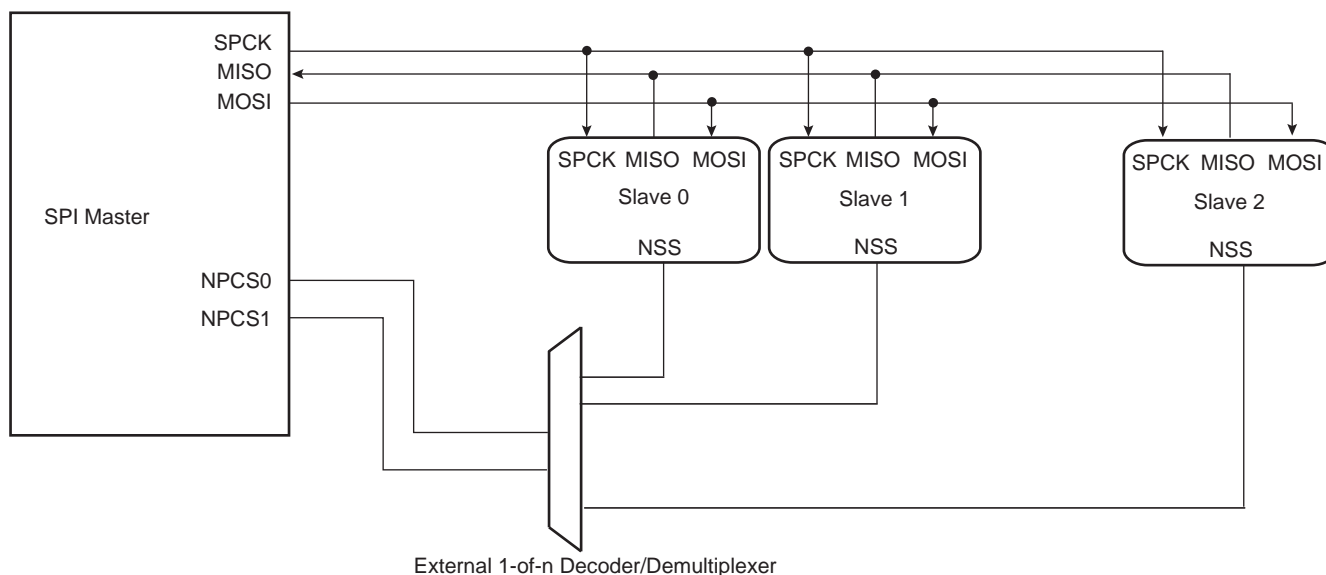 SPCK
MISO
MOSI
SPI Master
NPCS0
NPCS1
SPCK MISO MOSI
Slave 0
NSS
SPCK MISO MOSI
Slave 1
NSS
SPCK MISO MOSI
Slave 2
NSS
External 1-of-n Decoder/Demultiplexer